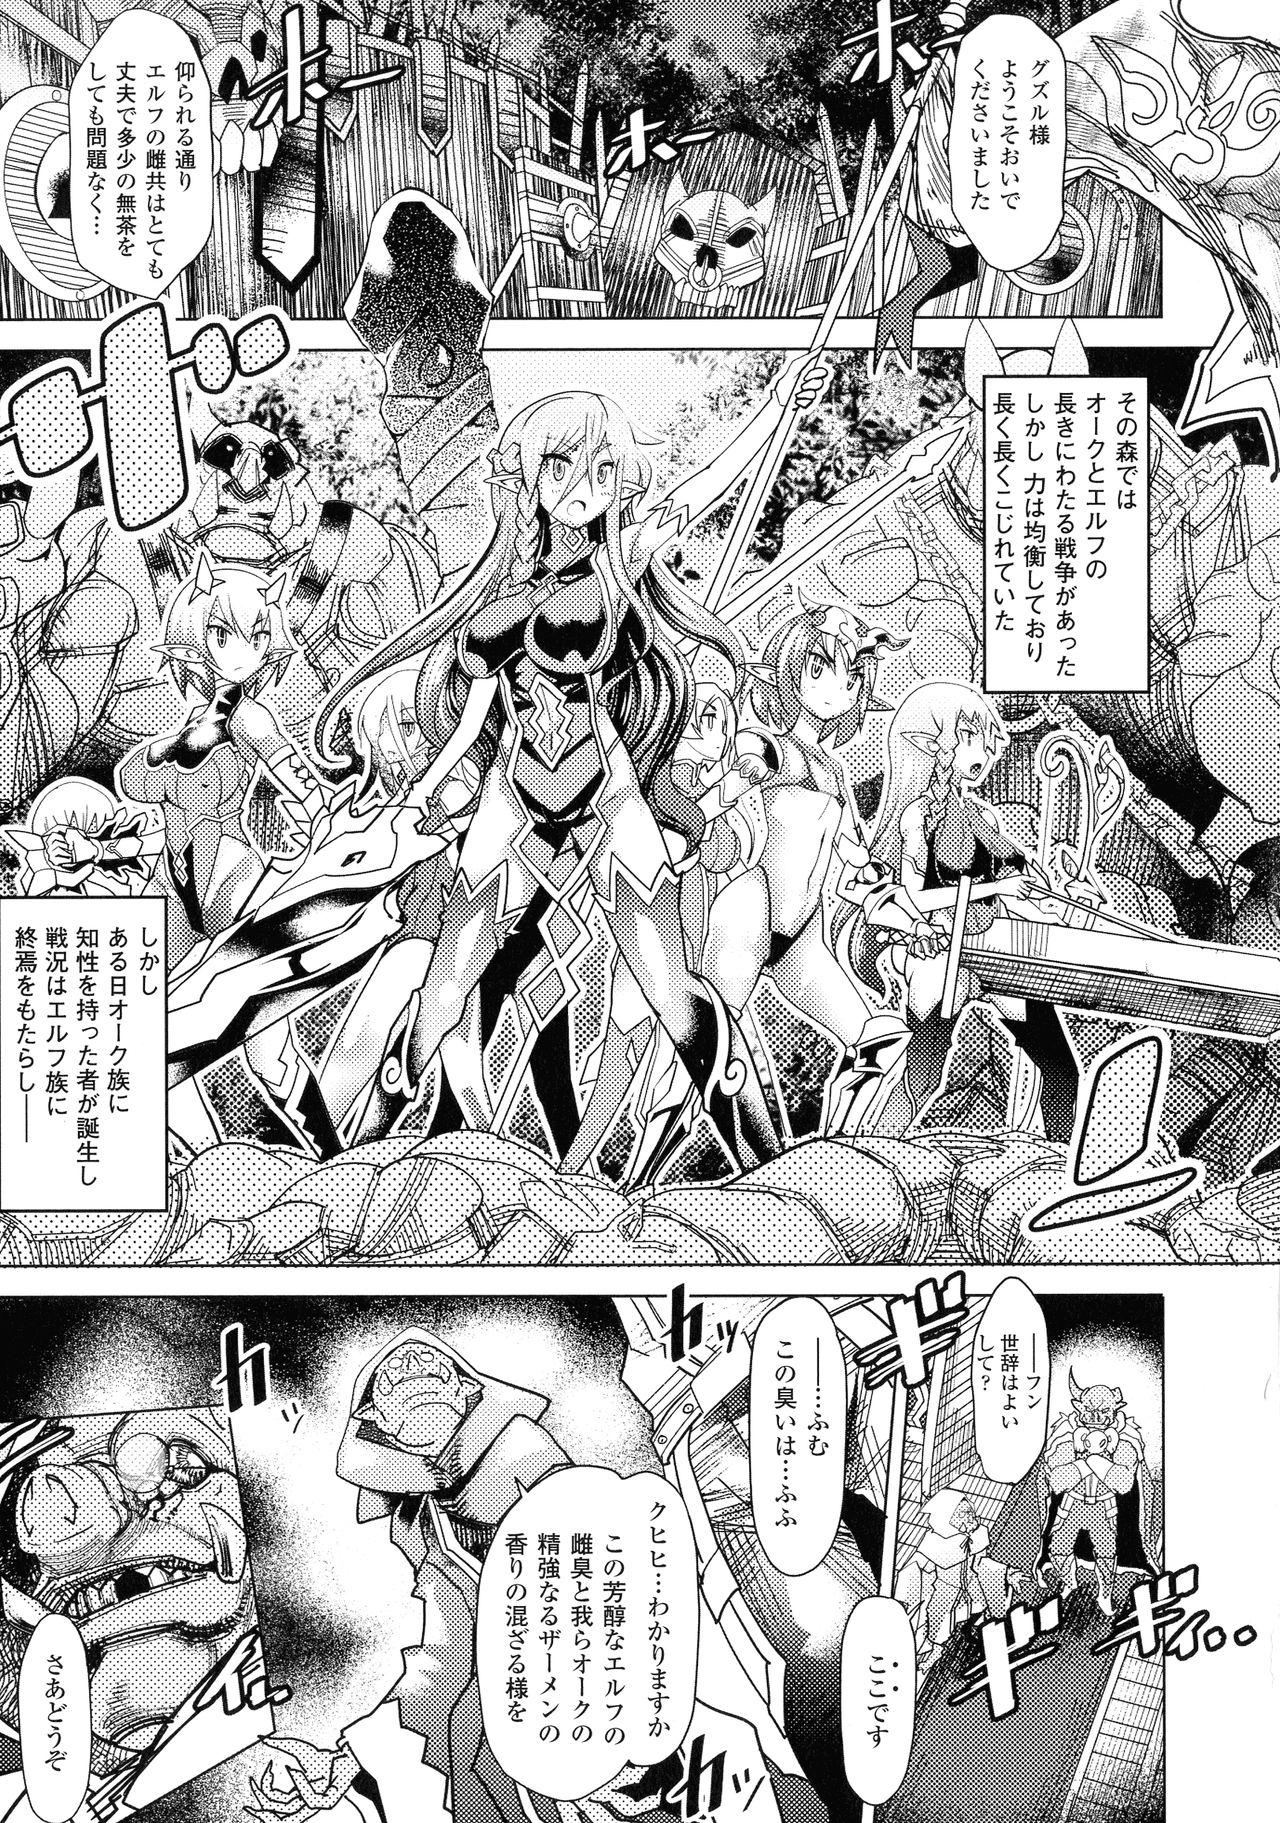 グズル様
ようこそおいで
くださいました
仰られる通り
エルフの雌共はとても
丈夫で多少の無茶を
しても問題なく…
ホー
ホー
ホー
その森では
オークとエルフの
長きにわたる戦争があった
しかし 力は均衡しており
長く長くこじれていた
しかし
ある日オーク族に
知性を持った者が誕生し
戦況はエルフ族に
終焉をもたらし――
――フン
世辞はよい
して?
ギィ…
ここです
――…ふむ
この臭いは…ふふ
クヒヒ…わかりますか
この芳醇なエルフの
雌臭と我らオークの
精強なるザーメンの
香りの混ざる様を
さあどうぞ